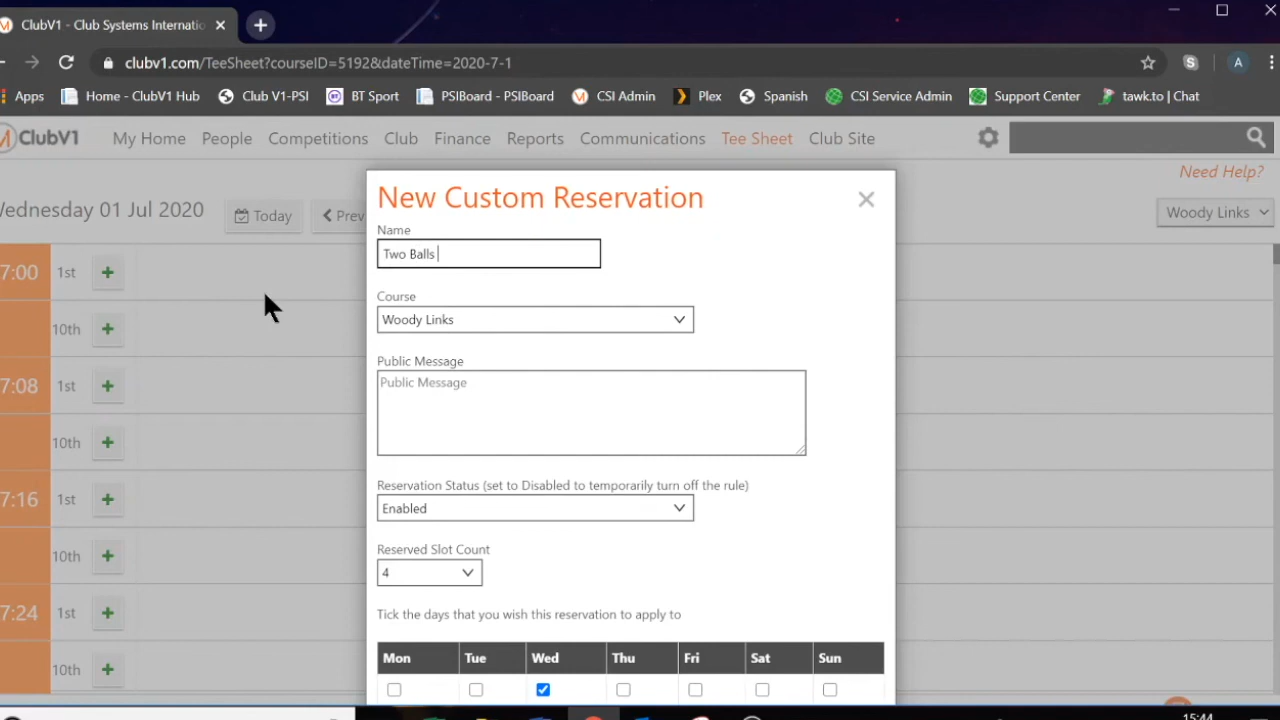 ClubV1 - Club Systems Internatio
clubv1.com/TeeSheet?courseID=5192&dateTime=2020-7-1
A
Apps Home - ClubV1 Hub Club V1-PSI BT Sport PSIBoard - PSIBoard CSI Admin Plex Spanish CSI Service Admin Support Center tawk.to | Chat
ClubV1 My Home People Competitions Club Finance Reports Communications Tee Sheet Club Site
Need Help?
Wednesday 01 Jul 2020 Today Prev Woody Links
New Custom Reservation
Name
Two Balls
Course
Woody Links
Public Message
Public Message
Reservation Status (set to Disabled to temporarily turn off the rule)
Enabled
Reserved Slot Count
4
Tick the days that you wish this reservation to apply to
Mon Tue Wed Thu Fri Sat Sun
7:00 1st
10th
7:08 1st
10th
7:16 1st
10th
7:24 1st
10th
15:44